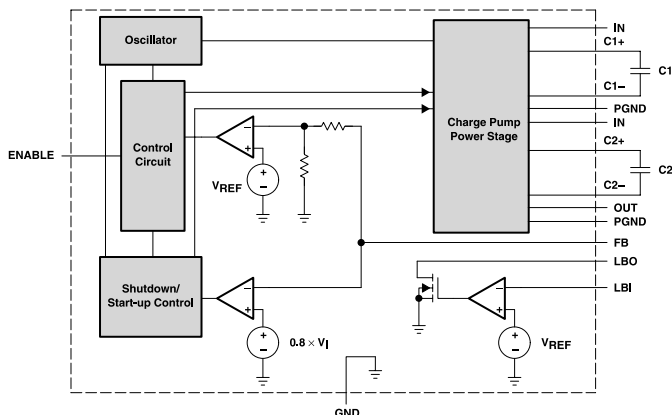 Oscillator
IN
C1+
C1
C1–
Charge Pump
Power Stage
PGND
IN
ENABLE
Control
Circuit
–
+
VREF
+
–
C2+
C2
C2–
OUT
PGND
FB
LBO
LBI
Shutdown/
Start-up Control
–
+
0.8 × VI
+
–
–
+
VREF
+
–
GND